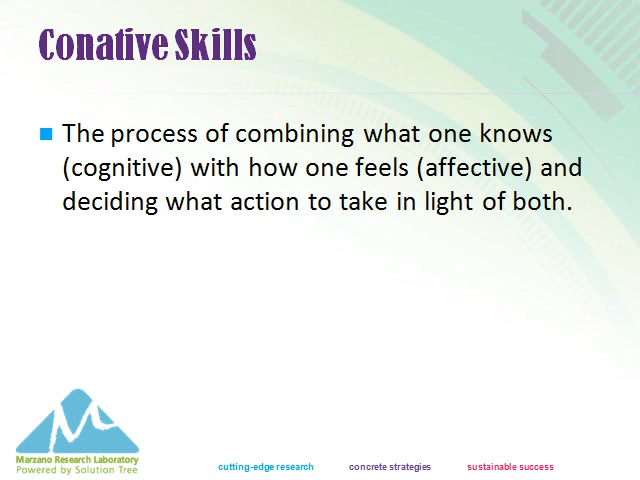 Conative Skills
The process of combining what one knows
(cognitive) with how one feels (affective) and
deciding what action to take in light of both.
M
Marzano Research Laboratory
Powered by Solution Tree
cutting-edge research concrete strategies sustainable success